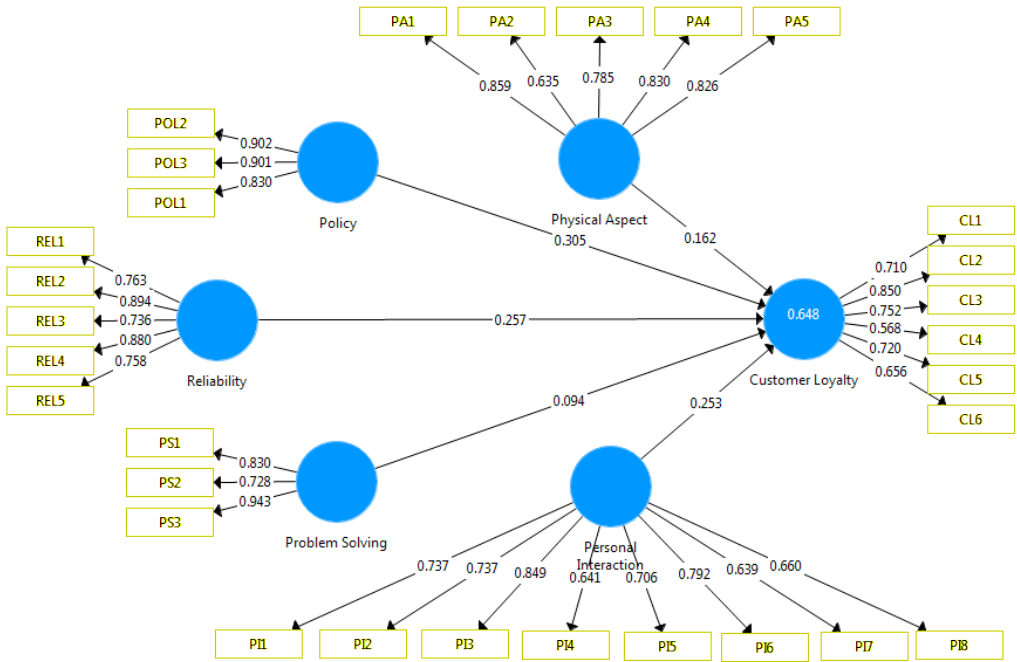 PA1 PA2 PA3 PA4 PA5
0.859 0.635 0.785 0.830 0.826
POL2
POL3
POL1
0.902
0.901
0.830
Policy
Physical Aspect
0.305
0.162
REL1
REL2
REL3
REL4
REL5
0.763
0.894
0.736
0.880
0.758
Reliability
0.257
0.648
Customer Loyalty
CL1
CL2
CL3
CL4
CL5
CL6
0.710
0.850
0.752
0.568
0.720
0.656
0.094
0.253
PS1
PS2
PS3
0.830
0.728
0.943
Problem Solving
Personal
Interaction
0.737 0.737 0.849 0.641 0.706 0.792 0.639 0.660
PI1 PI2 PI3 PI4 PI5 PI6 PI7 PI8